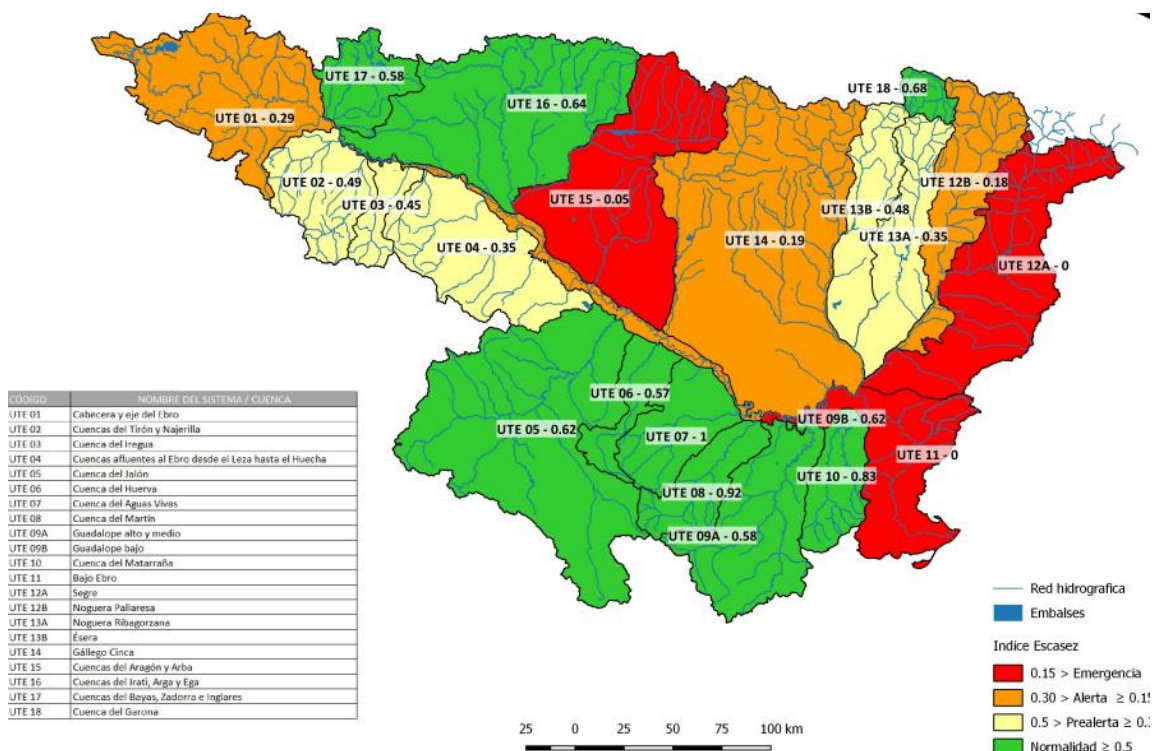 UTE 17 - 0.58
UTE 18 - 0.68
UTE 16 - 0.64
UTE 01 - 0.29
UTE 02 - 0.49
UTE 12B - 0.18
UTE 03 - 0.45
UTE 15 - 0.05
UTE 13B - 0.48
UTE 13A - 0.35
UTE 04 - 0.35
UTE 14 - 0.19
UTE 12A - 0
UTE 06 - 0.57
UTE 09B - 0.62
UTE 05 - 0.62
UTE 07 - 1
UTE 11 - 0
UTE 10 - 0.83
UTE 08 - 0.92
UTE 09A - 0.58
CÓDIGO NOMBRE DEL SISTEMA / CUENCA
UTE 01 Cabecera y eje del Ebro
UTE 02 Cuencas del Tirón y Najerilla
UTE 03 Cuenca del Iregua
UTE 04 Cuencas afluentes al Ebro desde el Leza hasta el Huecha
UTE 05 Cuenca del Jalón
UTE 06 Cuenca del Huerva
UTE 07 Cuenca del Aguas Vivas
UTE 08 Cuenca del Martín
UTE 09A Guadalope alto y medio
UTE 09B Guadalope bajo
UTE 10 Cuenca del Matarraña
UTE 11 Bajo Ebro
UTE 12A Segre
UTE 12B Noguera Pallaresa
UTE 13A Noguera Ribagorzana
UTE 13B Ésera
UTE 14 Gállego Cinca
UTE 15 Cuencas del Aragón y Arba
UTE 16 Cuencas del Irati, Arga y Ega
UTE 17 Cuencas del Bayas, Zadorra e Inglares
UTE 18 Cuenca del Garona
Red hidrografica
Embalses
Indice Escasez
0.15 > Emergencia
0.30 > Alerta ≥ 0.15
0.5 > Prealerta ≥ 0.3
Normalidad ≥ 0.5
25 0 25 50 75 100 km